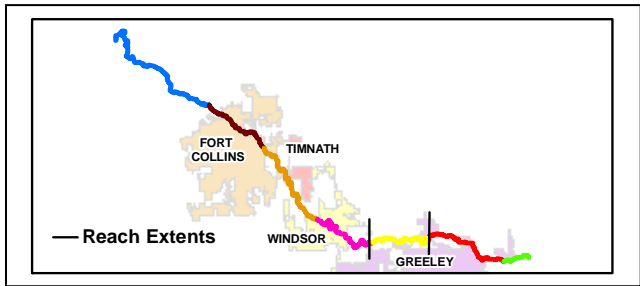 FORT
COLLINS
TIMNATH
WINDSOR
Reach Extents
GREELEY